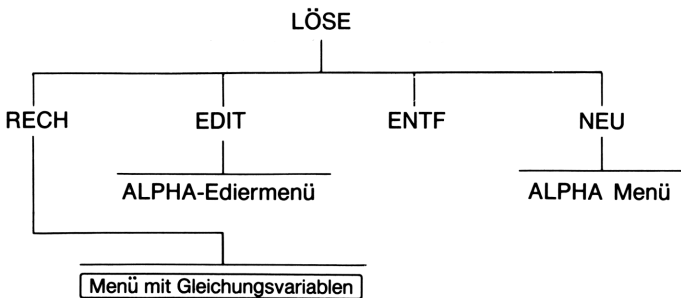 LÖSE
RECH EDIT ENTF NEU
ALPHA-Ediermenü ALPHA Menü
Menü mit Gleichungsvariablen